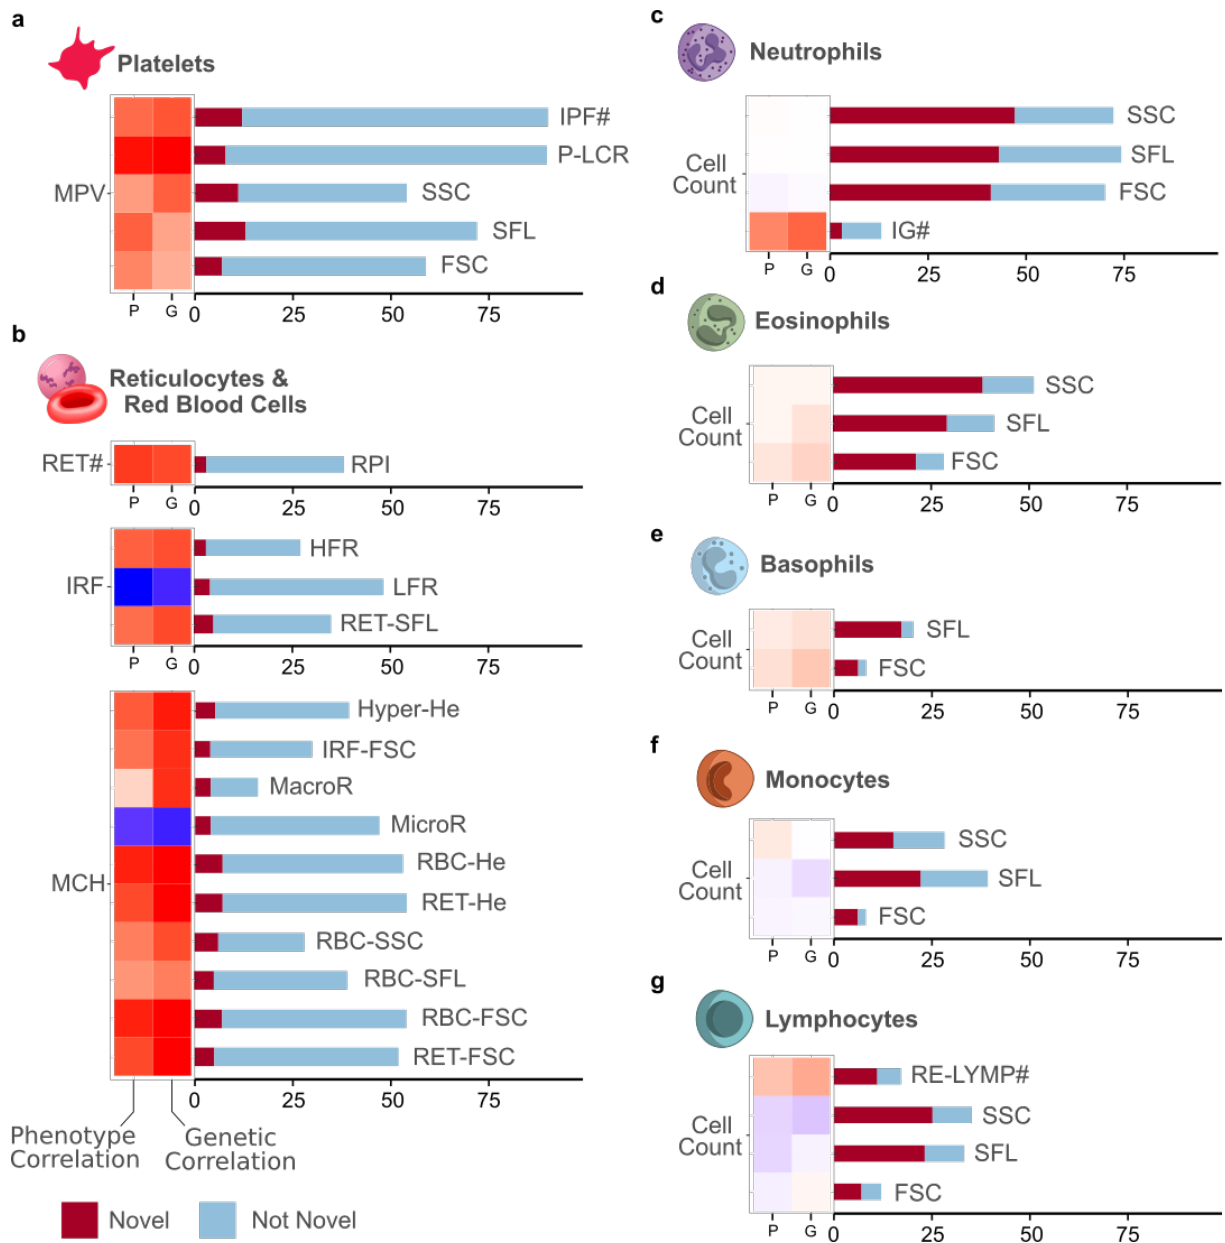 a
Platelets
IPF#
P-LCR
MPV
SSC
SFL
FSC
P
G
0
25
50
75
b
Reticulocytes &
Red Blood Cells
RET#
RPI
P
G
0
25
50
75
HFR
IRF
LFR
RET-SFL
P
G
0
25
50
75
Hyper-He
IRF-FSC
MacroR
MicroR
RBC-He
MCH
RET-He
RBC-SSC
RBC-SFL
RBC-FSC
RET-FSC
0
25
50
75
Phenotype
Correlation
Genetic
Correlation
Novel
Not Novel
c
Neutrophils
SSC
Cell
Count
SFL
FSC
IG#
P
G
0
25
50
75
d
Eosinophils
SSC
Cell
Count
SFL
FSC
P
G
0
25
50
75
e
Basophils
Cell
Count
SFL
FSC
P
G
0
25
50
75
f
Monocytes
SSC
Cell
Count
SFL
FSC
P
G
0
25
50
75
g
Lymphocytes
RE-LYMP#
Cell
Count
SSC
SFL
FSC
P
G
0
25
50
75